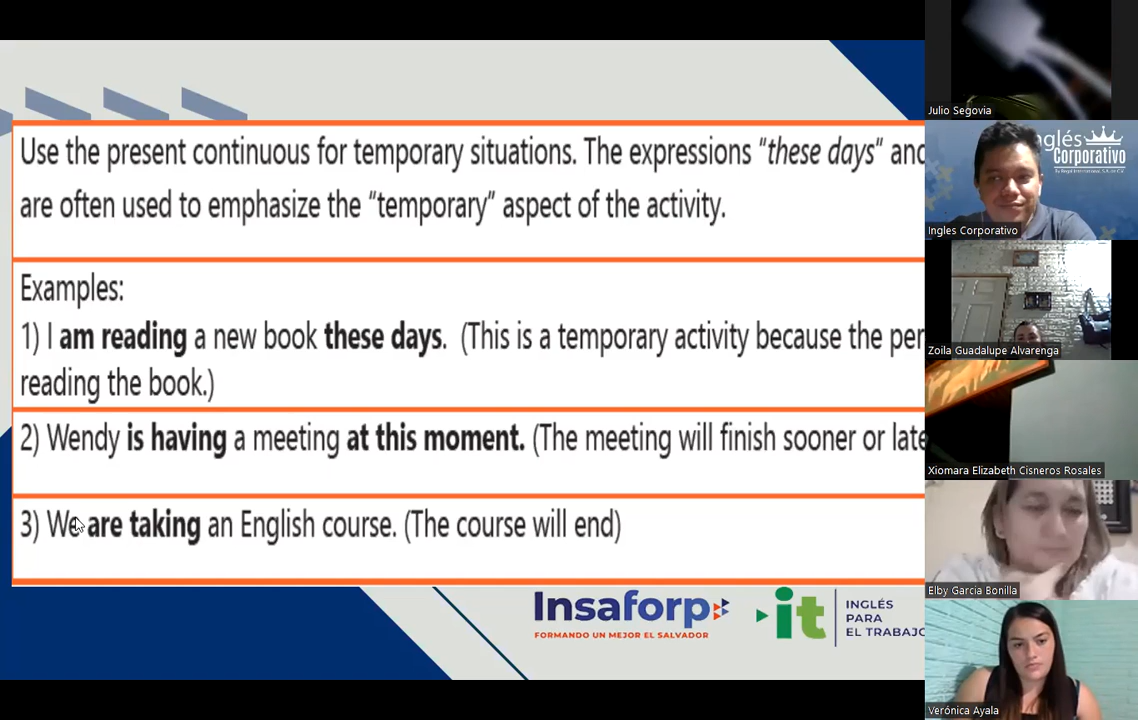 Use the present continuous for temporary situations. The expressions "these days" and
are often used to emphasize the "temporary" aspect of the activity.
Examples:
1) I am reading a new book these days. (This is a temporary activity because the per
reading the book.)
2) Wendy is having a meeting at this moment. (The meeting will finish sooner or late
3) We are taking an English course. (The course will end)
Insaforp
FORMANDO UN MEJOR EL SALVADOR
it
INGLÉS
PARA
EL TRABAJO
Julio Segovia
Inglés
Corporativo
Ingles Corporativo
Zoila Guadalupe Alvarenga
Xiomara Elizabeth Cisneros Rosales
Elby Garcia Bonilla
Verónica Ayala